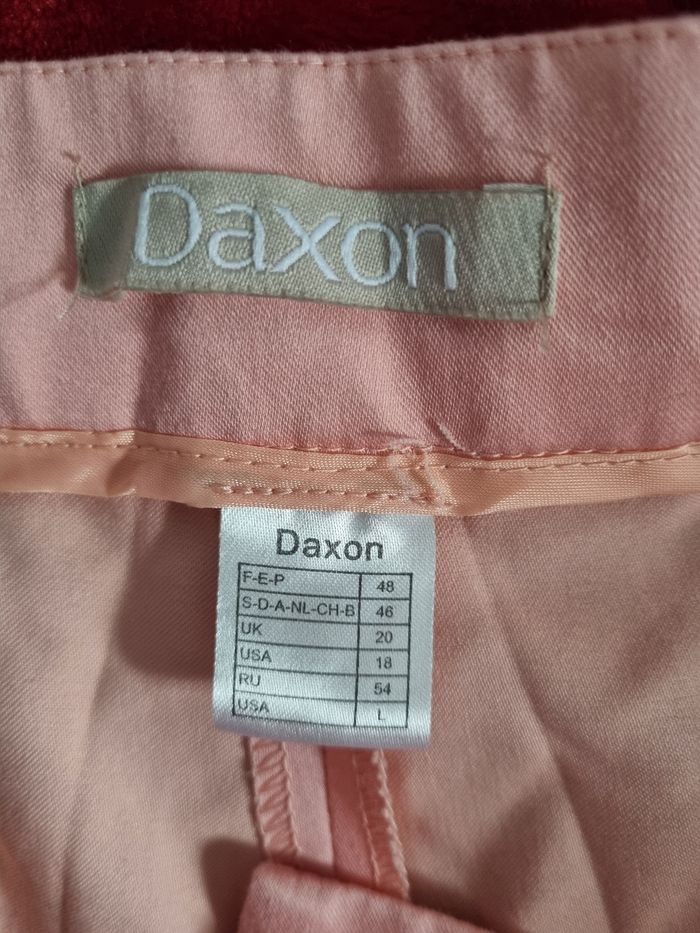 Daxon
Daxon
F-E-P 48
S-D-A-NL-CH-B 46
UK 20
USA 18
RU 54
USA L